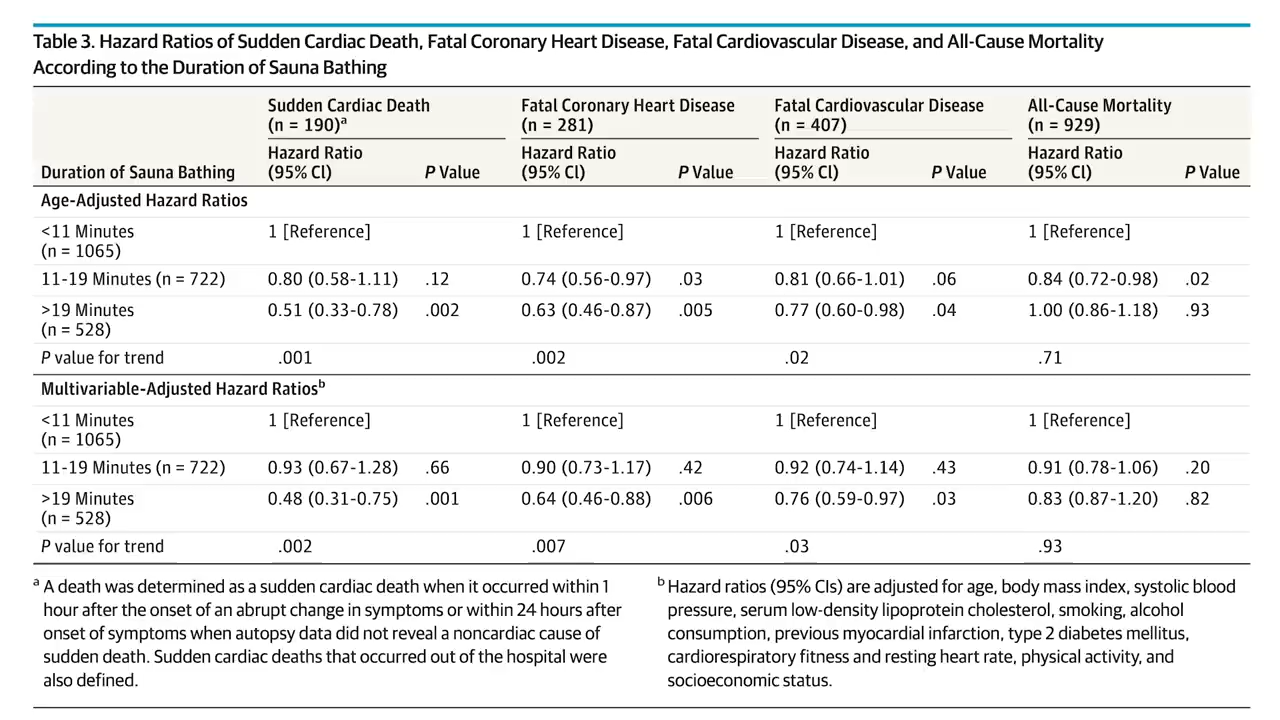 Table 3. Hazard Ratios of Sudden Cardiac Death, Fatal Coronary Heart Disease, Fatal Cardiovascular Disease, and All-Cause Mortality
According to the Duration of Sauna Bathing
Sudden Cardiac Death Fatal Coronary Heart Disease Fatal Cardiovascular Disease All-Cause Mortality
(n = 190)a (n = 281) (n = 407) (n = 929)
Hazard Ratio Hazard Ratio Hazard Ratio Hazard Ratio
Duration of Sauna Bathing (95% CI) P Value (95% CI) P Value (95% CI) P Value (95% CI) P Value
Age-Adjusted Hazard Ratios
<11 Minutes 1 [Reference] 1 [Reference] 1 [Reference] 1 [Reference]
(n = 1065)
11-19 Minutes (n = 722) 0.80 (0.58-1.11) .12 0.74 (0.56-0.97) .03 0.81 (0.66-1.01) .06 0.84 (0.72-0.98) .02
>19 Minutes 0.51 (0.33-0.78) .002 0.63 (0.46-0.87) .005 0.77 (0.60-0.98) .04 1.00 (0.86-1.18) .93
(n = 528)
P value for trend .001 .002 .02 .71
Multivariable-Adjusted Hazard Ratiosb
<11 Minutes 1 [Reference] 1 [Reference] 1 [Reference] 1 [Reference]
(n = 1065)
11-19 Minutes (n = 722) 0.93 (0.67-1.28) .66 0.90 (0.73-1.17) .42 0.92 (0.74-1.14) .43 0.91 (0.78-1.06) .20
>19 Minutes 0.48 (0.31-0.75) .001 0.64 (0.46-0.88) .006 0.76 (0.59-0.97) .03 0.83 (0.87-1.20) .82
(n = 528)
P value for trend .002 .007 .03 .93
a A death was determined as a sudden cardiac death when it occurred within 1
hour after the onset of an abrupt change in symptoms or within 24 hours after
onset of symptoms when autopsy data did not reveal a noncardiac cause of
sudden death. Sudden cardiac deaths that occurred out of the hospital were
also defined.
b Hazard ratios (95% CIs) are adjusted for age, body mass index, systolic blood
pressure, serum low-density lipoprotein cholesterol, smoking, alcohol
consumption, previous myocardial infarction, type 2 diabetes mellitus,
cardiorespiratory fitness and resting heart rate, physical activity, and
socioeconomic status.